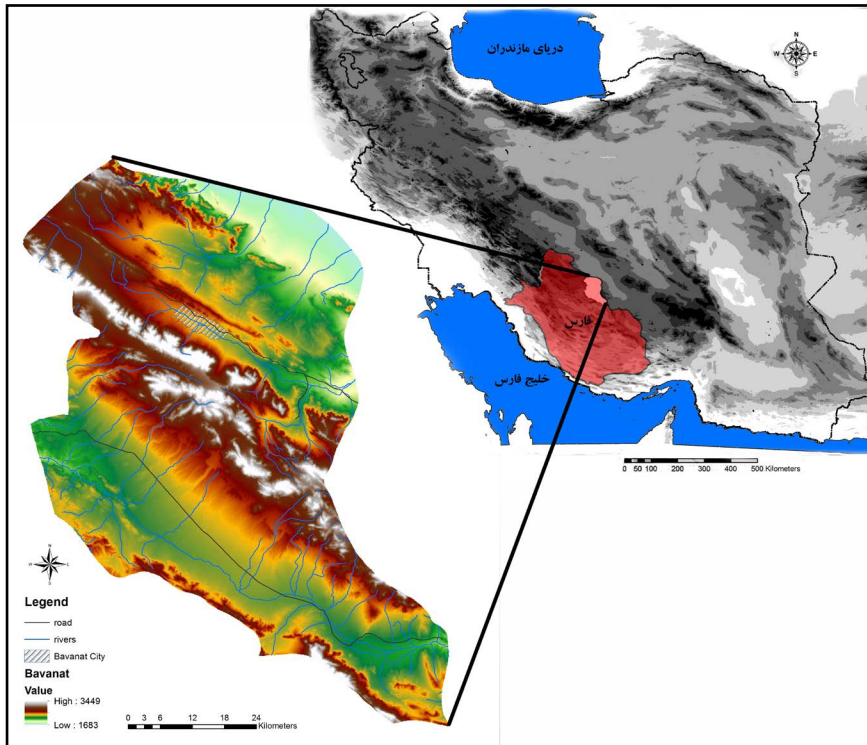 دریای مازندران
N
W E
S
فارس
خلیج فارس
0 50 100 200 300 400 500 Kilometers
N
W E
S
Legend
road
rivers
Bavanat City
Bavanat
Value
High : 3449
Low : 1683
0 3 6 12 18 24 Kilometers